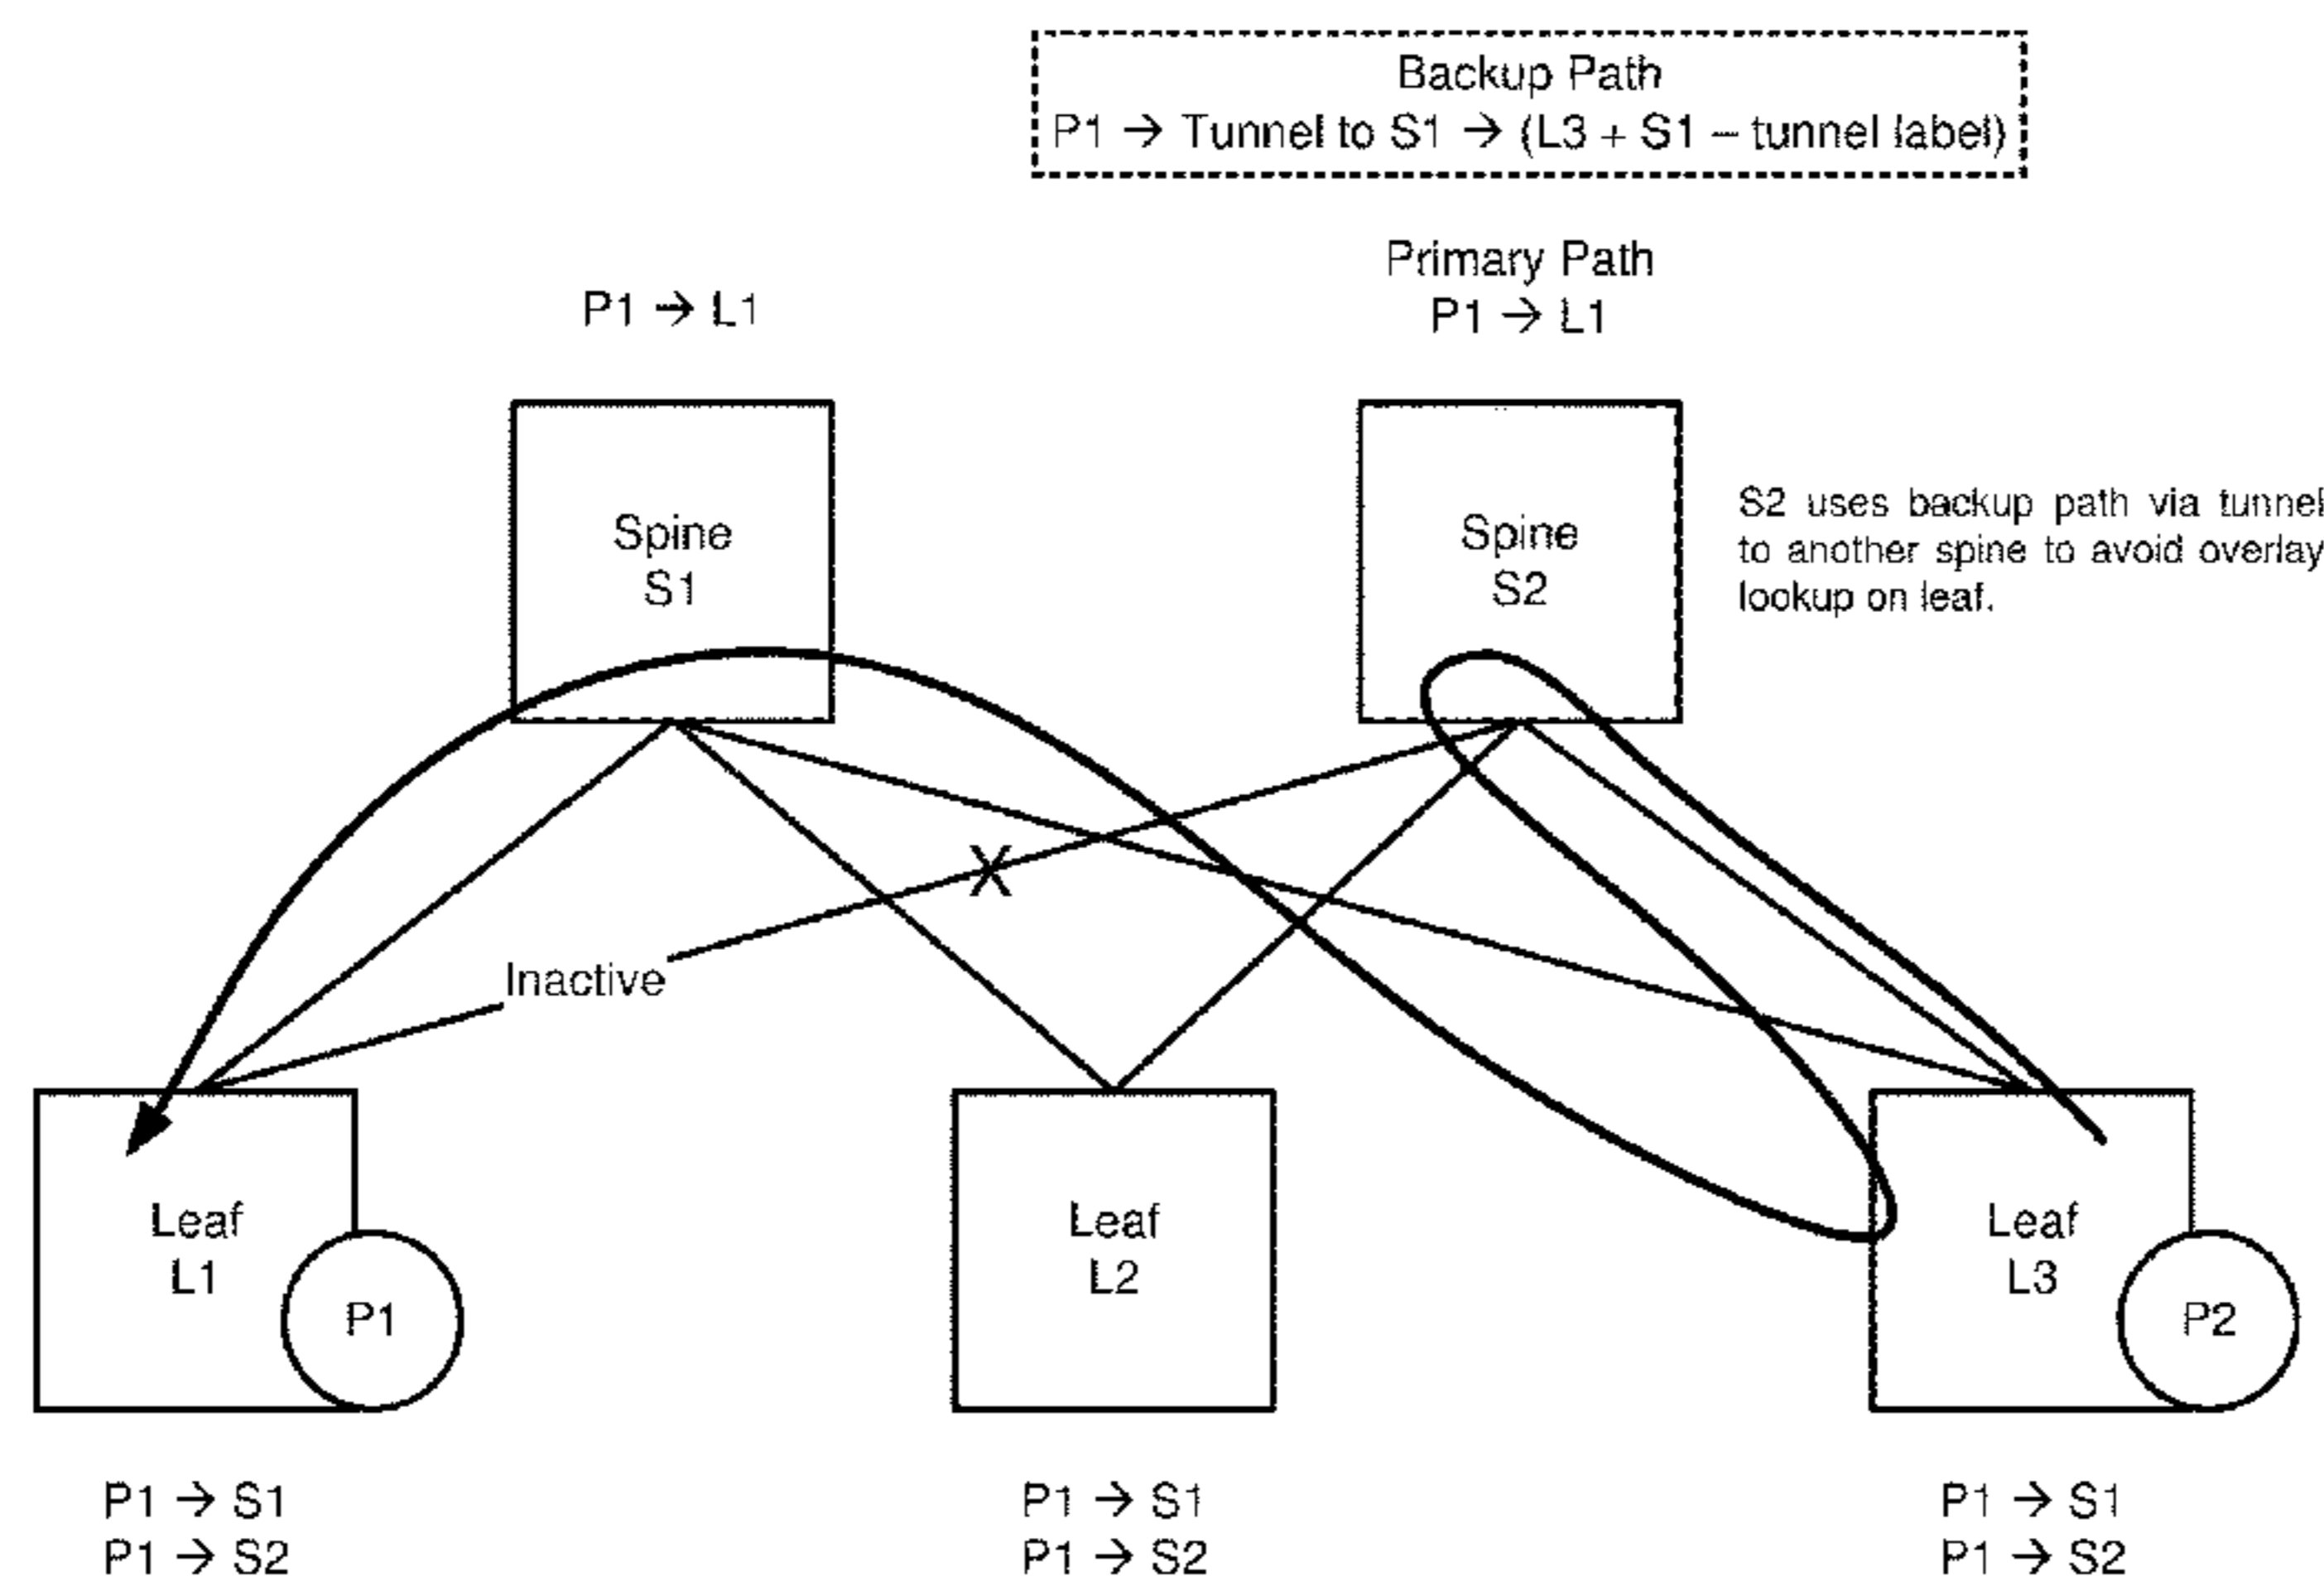 Backup Path
P1 → Tunnel to S1 → (L3 + S1 – tunnel label)
Primary Path
P1 → L1
P1 → L1
Spine
S1
Spine
S2
S2 uses backup path via tunnel
to another spine to avoid overlay
lookup on leaf.
X
Inactive
Leaf
L1
P1
Leaf
L2
Leaf
L3
P2
P1 → S1
P1 → S2
P1 → S1
P1 → S2
P1 → S1
P1 → S2